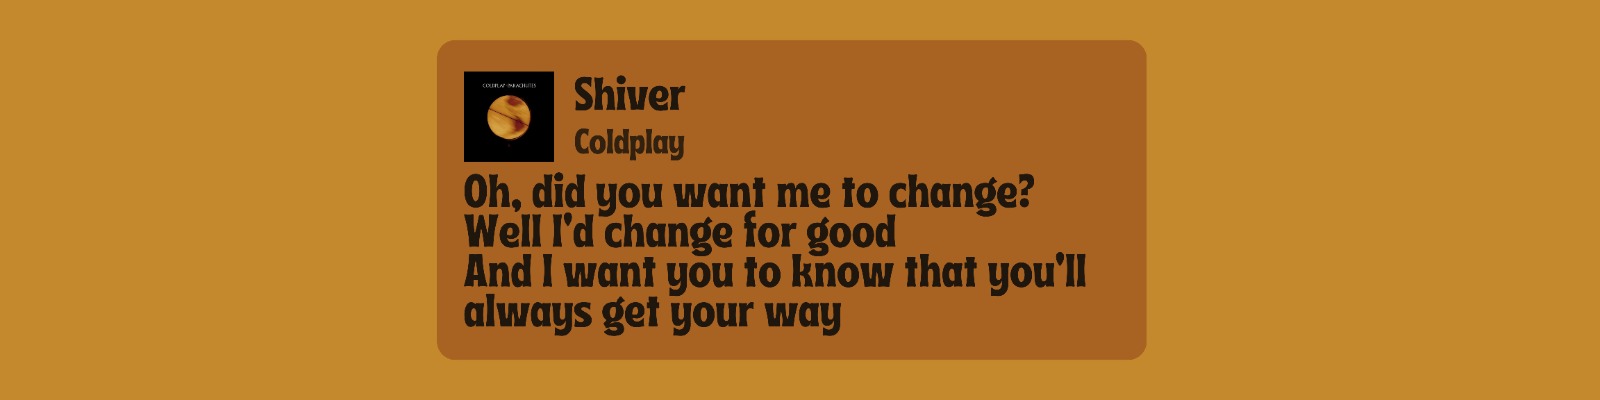 COLDPLAY PARACHUTES
Shiver
Coldplay
Oh, did you want me to change?
Well I'd change for good
And I want you to know that you'll
always get your way